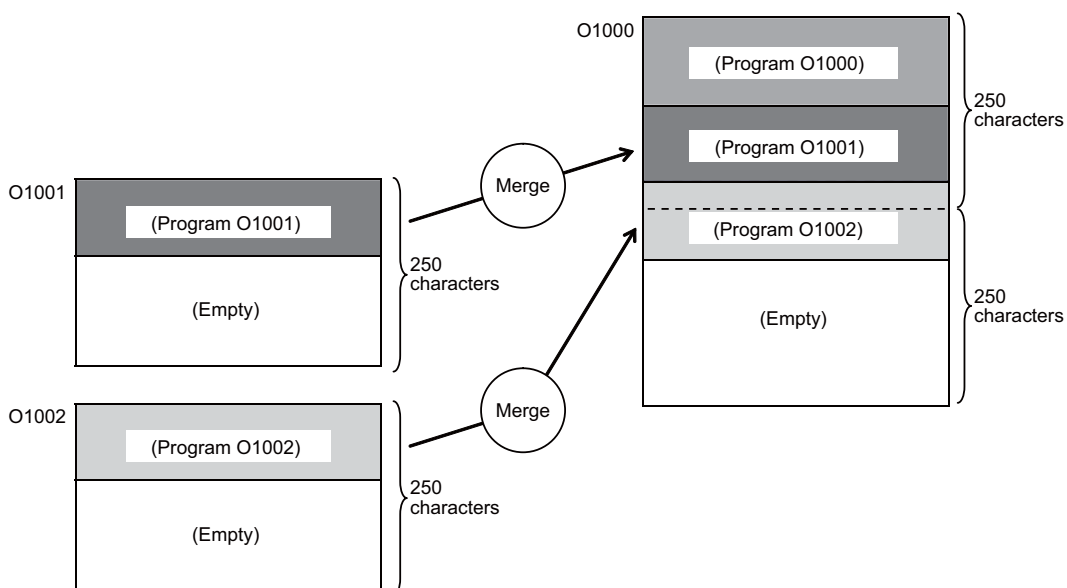 O1000
(Program O1000)
250
characters
(Program O1001)
Merge
O1001
(Program O1001)
250
characters
(Program O1002)
(Empty)
250
characters
(Empty)
Merge
O1002
(Program O1002)
250
characters
(Empty)